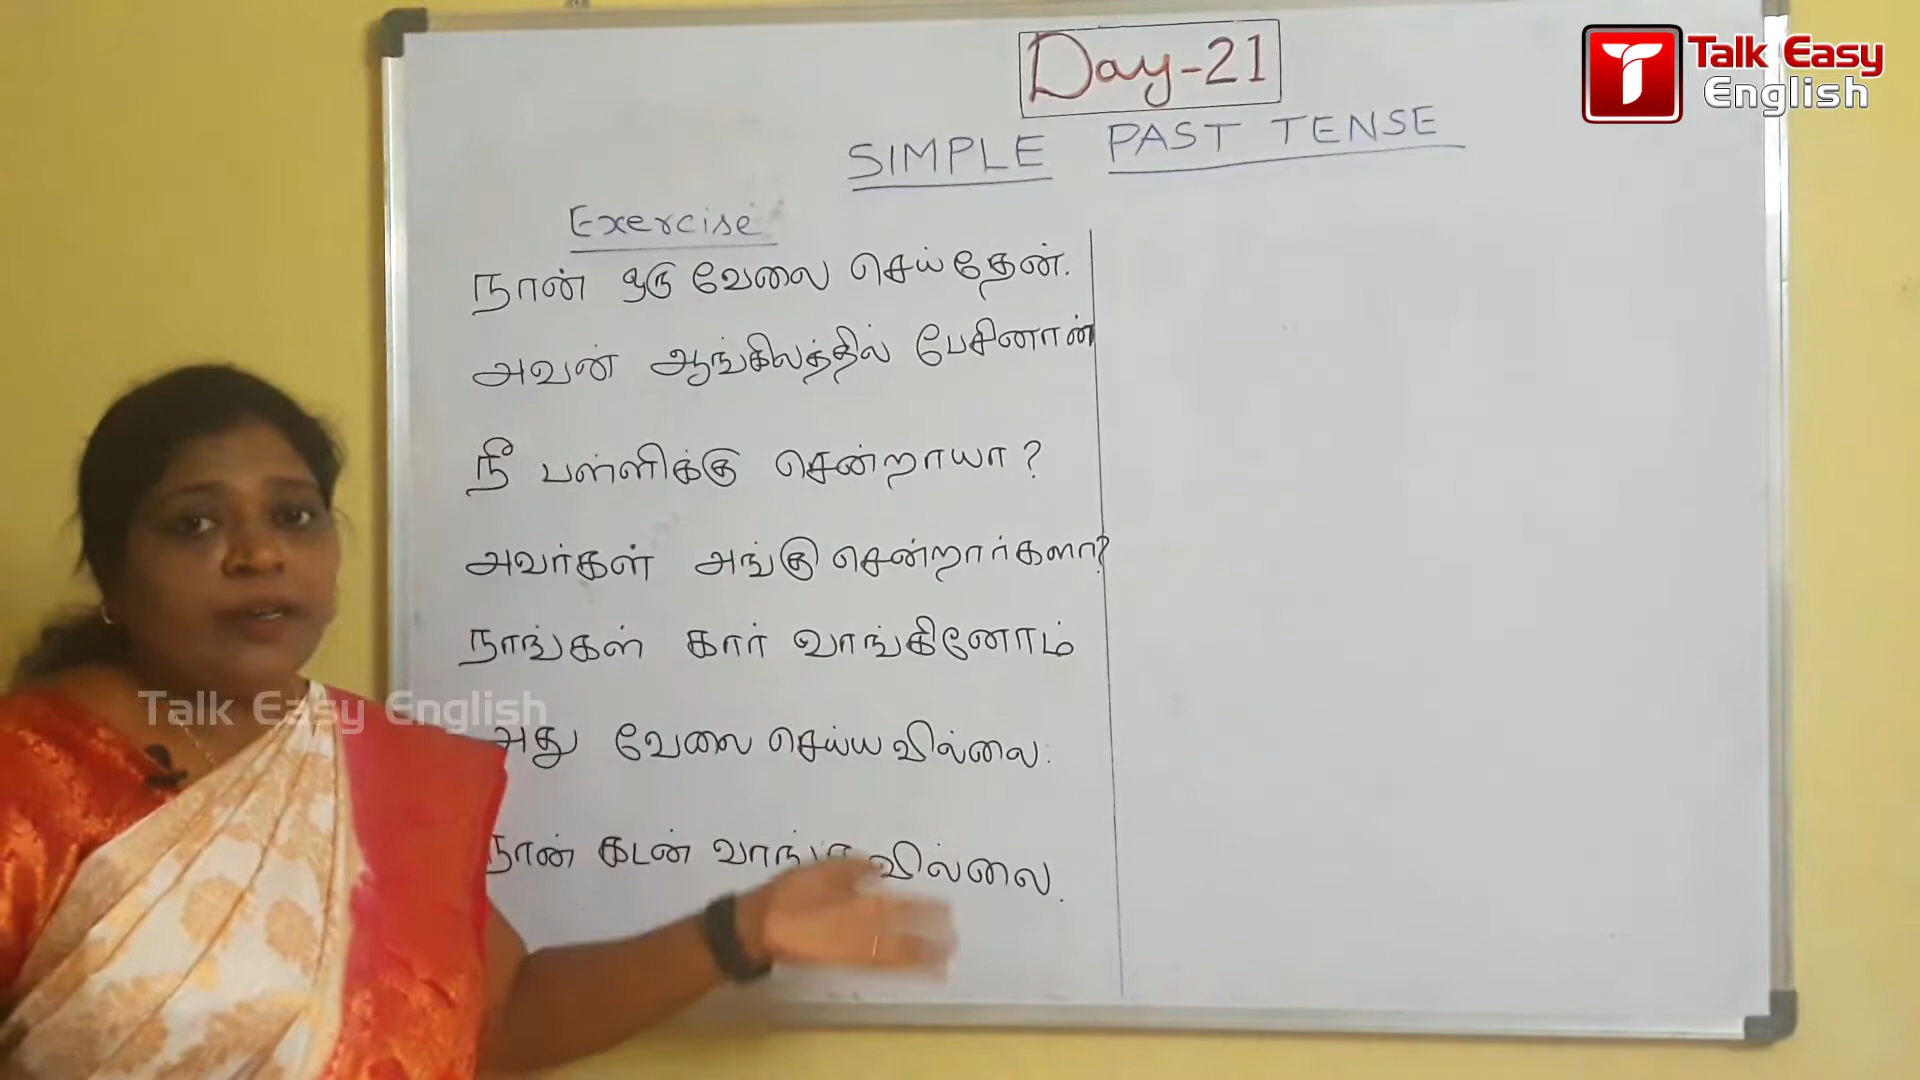 Day-21
Talk Easy
English
SIMPLE PAST TENSE
Exercise
நான் ஒரு வேலை செய்தேன்.
அவன் ஆங்கிலத்தில் பேசினான்
நீ பள்ளிக்கு சென்றாயா?
அவர்கள் அங்கு சென்றார்களா?
நாங்கள் கார் வாங்கினோம்
Talk Easy English
அது வேலை செய்யவில்லை.
நான் கடன் வாங்கவில்லை.